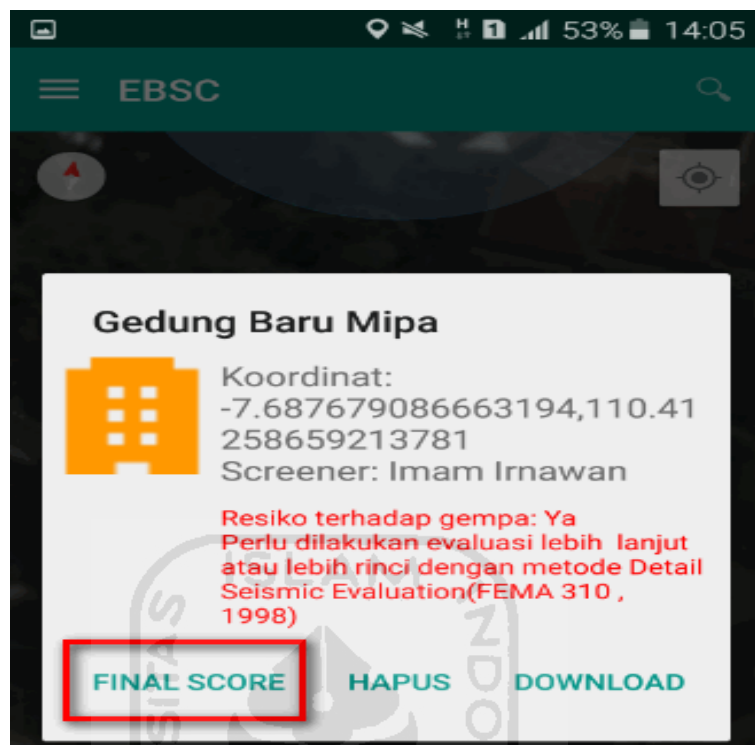 53% 14:05
EBSC
Gedung Baru Mipa
Koordinat:
-7.687679086663194,110.41
258659213781
Screener: Imam Irnawan
Resiko terhadap gempa: Ya
Perlu dilakukan evaluasi lebih lanjut
atau lebih rinci dengan metode Detail
Seismic Evaluation(FEMA 310 ,
1998)
ISLAM
FINAL SCORE HAPUS DOWNLOAD